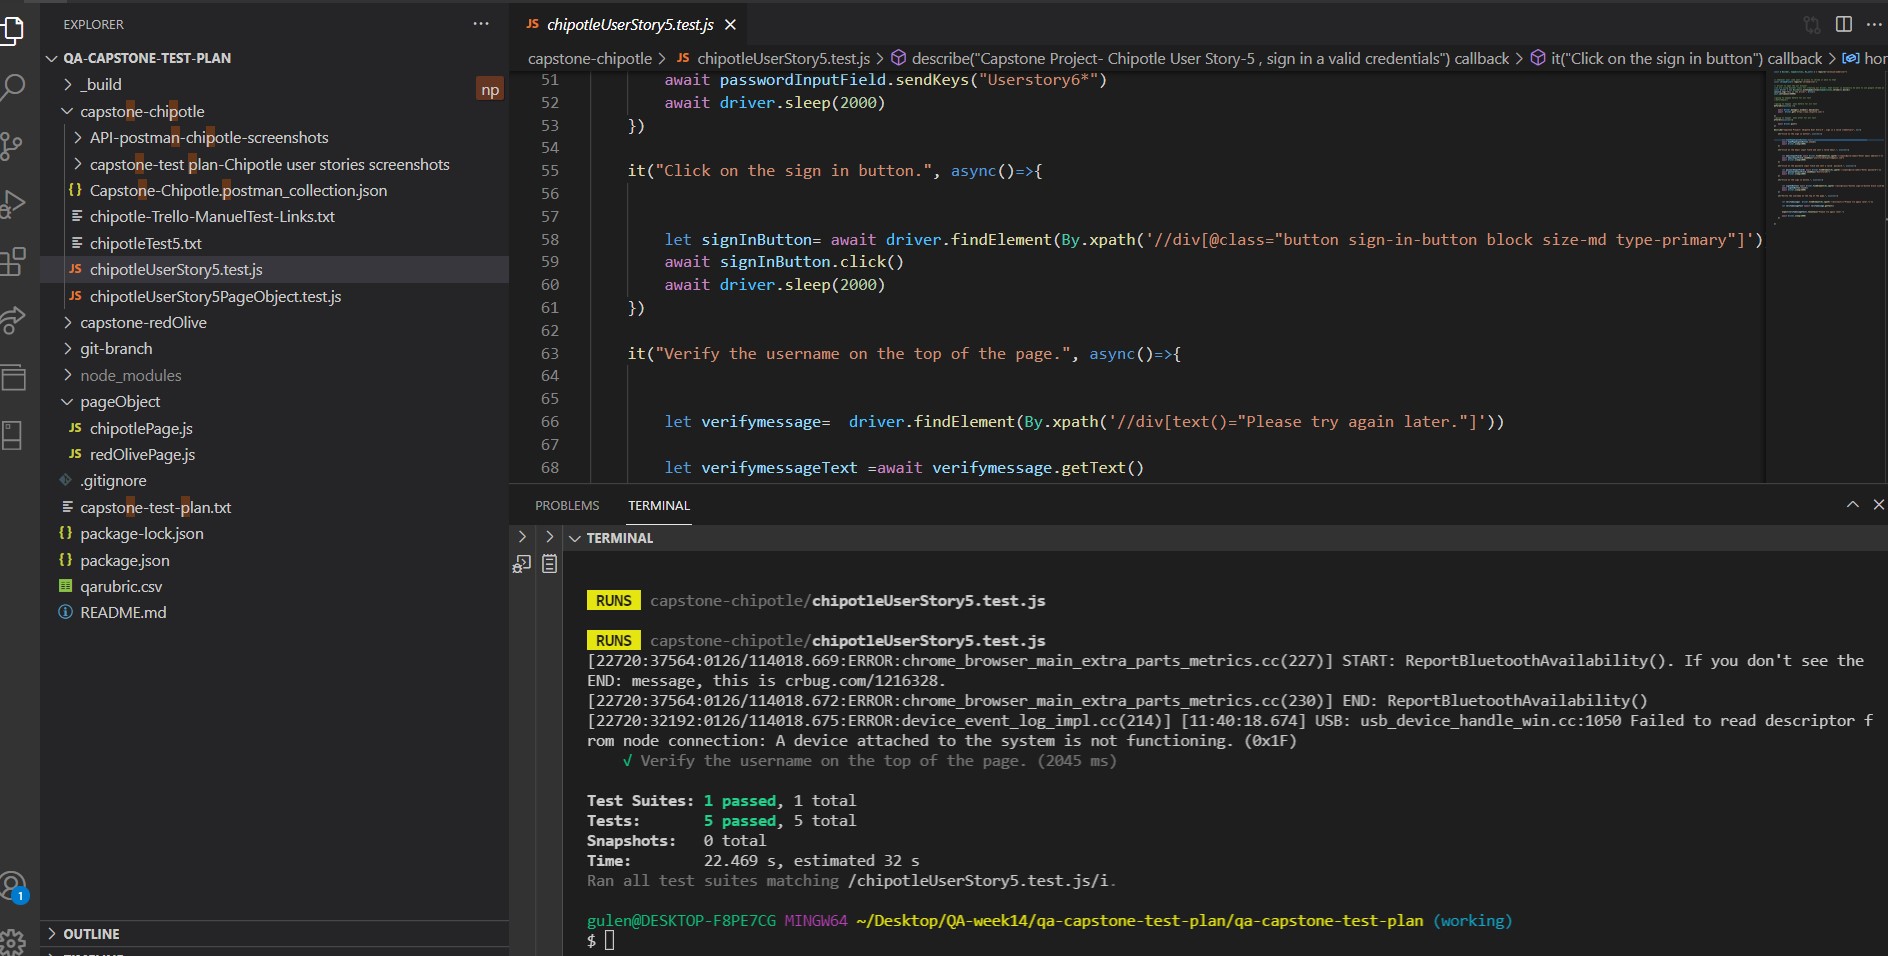 EXPLORER
QA-CAPSTONE-TEST-PLAN
_build
capstone-chipotle
API-postman-chipotle-screenshots
capstone-test plan-Chipotle user stories screenshots
Capstone-Chipotle.postman_collection.json
chipotle-Trello-ManuelTest-Links.txt
chipotleTest5.txt
JS chipotleUserStory5.test.js
JS chipotleUserStory5PageObject.test.js
capstone-redOlive
git-branch
node_modules
pageObject
JS chipotlePage.js
JS redOlivePage.js
.gitignore
capstone-test-plan.txt
{} package-lock.json
{} package.json
qarubric.csv
README.md
np
1
OUTLINE
JS chipotleUserStory5.test.js
capstone-chipotle > JS chipotleUserStory5.test.js > describe("Capstone Project- Chipotle User Story-5 , sign in a valid credentials") callback > it("Click on the sign in button") callback > hor
51 await passwordInputField.sendKeys("Userstory6*")
52 await driver.sleep(2000)
53 })
54
55 it("Click on the sign in button.", async()=>{
56
57
58 let signInButton= await driver.findElement(By.xpath('//div[@class="button sign-in-button block size-md type-primary"]')
59 await signInButton.click()
60 await driver.sleep(2000)
61 })
62
63 it("Verify the username on the top of the page.", async()=>{
64
65
66 let verifymessage=  driver.findElement(By.xpath('//div[text()="Please try again later."]'))
67
68 let verifymessageText =await verifymessage.getText()
PROBLEMS TERMINAL
TERMINAL
RUNS capstone-chipotle/chipotleUserStory5.test.js
RUNS capstone-chipotle/chipotleUserStory5.test.js
[22720:37564:0126/114018.669:ERROR:chrome_browser_main_extra_parts_metrics.cc(227)] START: ReportBluetoothAvailability(). If you don't see the
END: message, this is crbug.com/1216328.
[22720:37564:0126/114018.672:ERROR:chrome_browser_main_extra_parts_metrics.cc(230)] END: ReportBluetoothAvailability()
[22720:32192:0126/114018.675:ERROR:device_event_log_impl.cc(214)] [11:40:18.674] USB: usb_device_handle_win.cc:1050 Failed to read descriptor f
rom node connection: A device attached to the system is not functioning. (0x1F)
√ Verify the username on the top of the page. (2045 ms)
Test Suites: 1 passed, 1 total
Tests: 5 passed, 5 total
Snapshots: 0 total
Time: 22.469 s, estimated 32 s
Ran all test suites matching /chipotleUserStory5.test.js/i.
gulen@DESKTOP-F8PE7CG MINGW64 ~/Desktop/QA-week14/qa-capstone-test-plan/qa-capstone-test-plan (working)
$